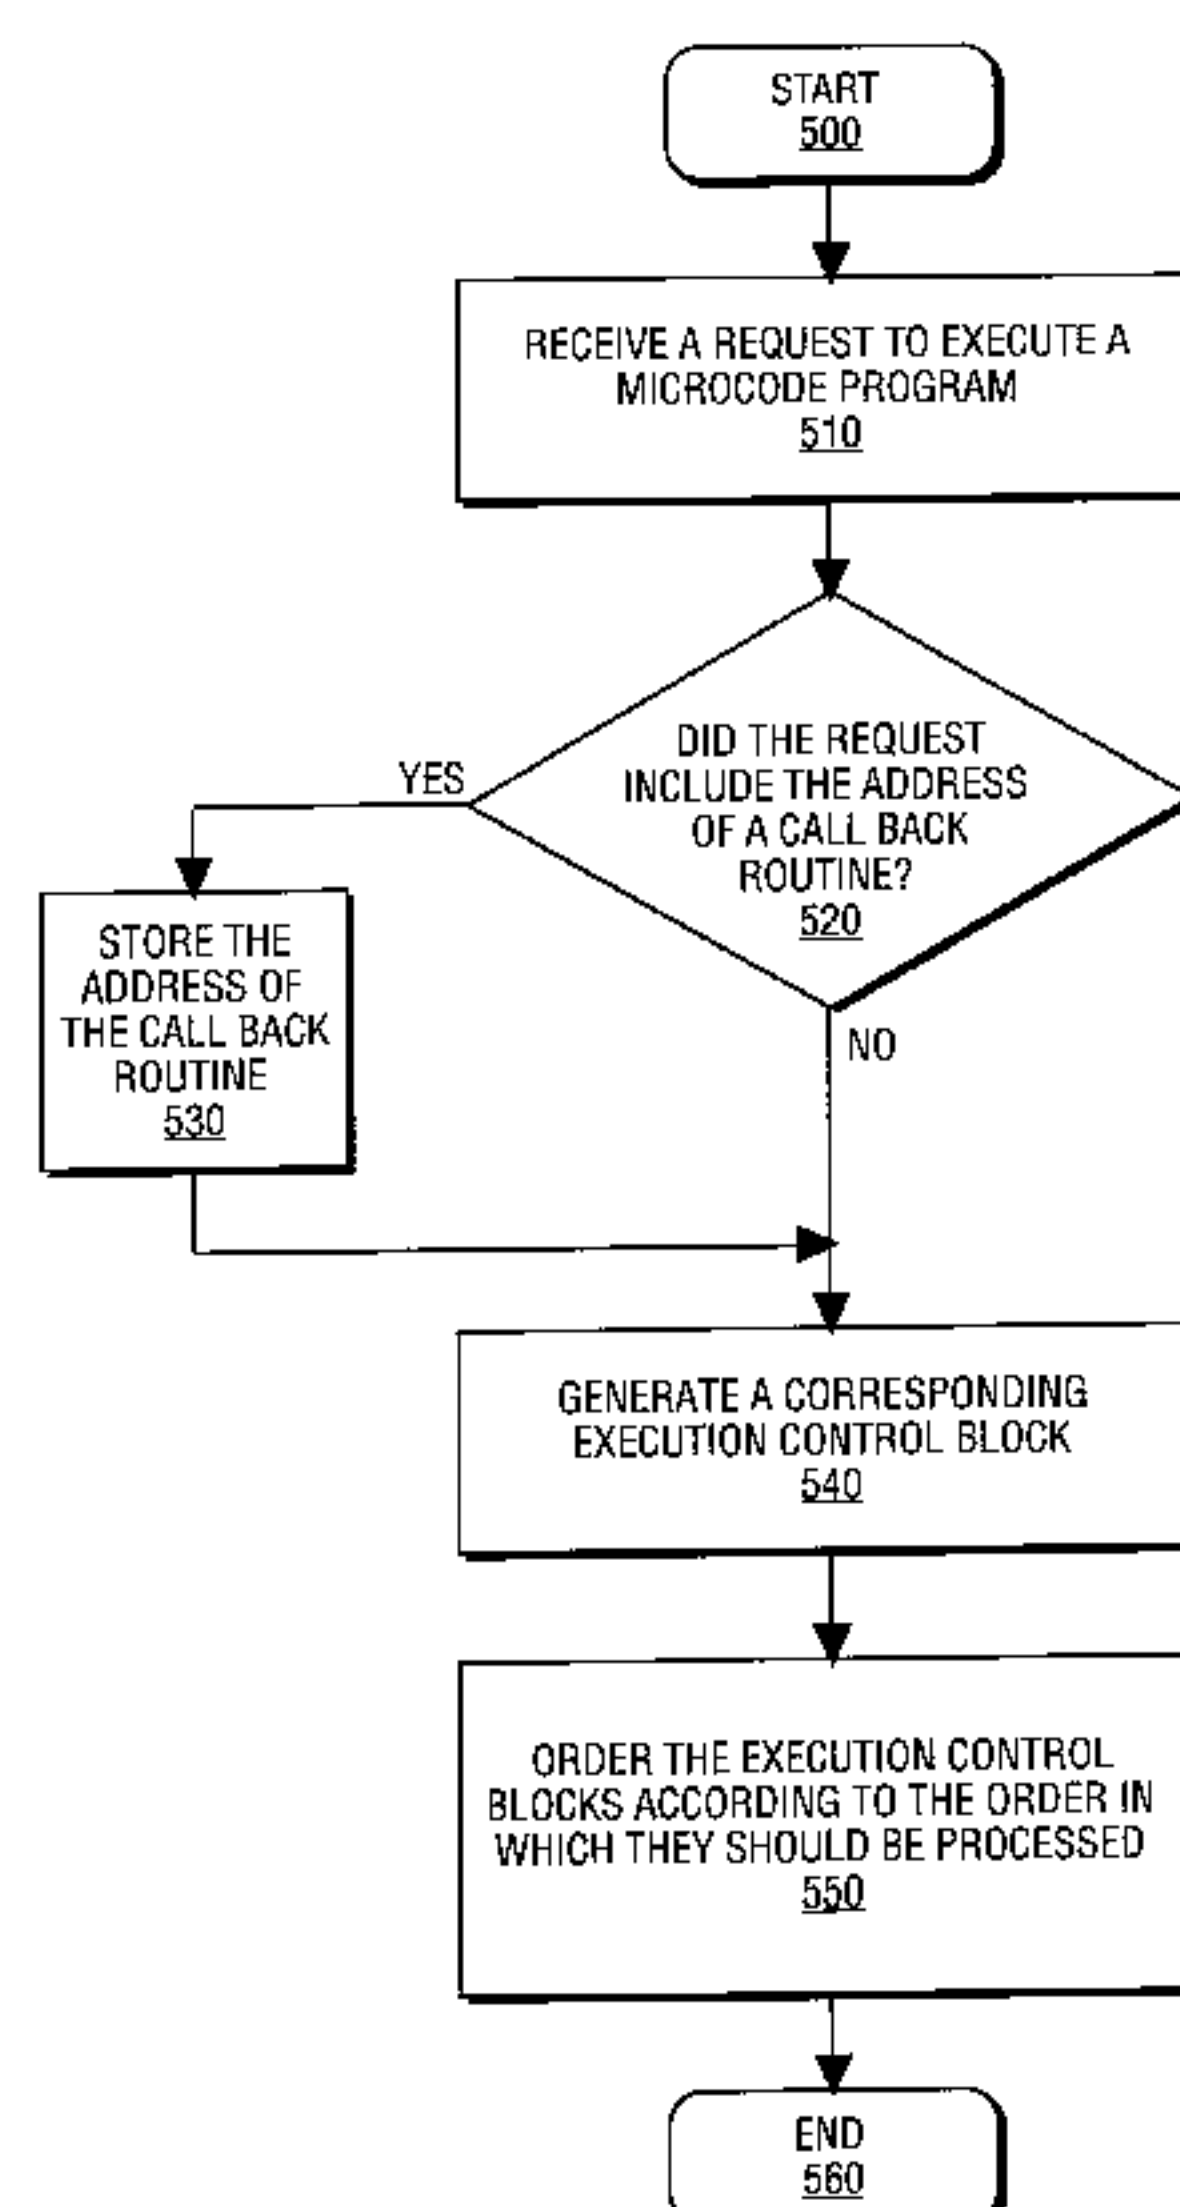 START
500
RECEIVE A REQUEST TO EXECUTE A
MICROCODE PROGRAM
510
DID THE REQUEST
INCLUDE THE ADDRESS
OF A CALL BACK
ROUTINE?
520
YES
STORE THE
ADDRESS OF
THE CALL BACK
ROUTINE
530
NO
GENERATE A CORRESPONDING
EXECUTION CONTROL BLOCK
540
ORDER THE EXECUTION CONTROL
BLOCKS ACCORDING TO THE ORDER IN
WHICH THEY SHOULD BE PROCESSED
550
END
560